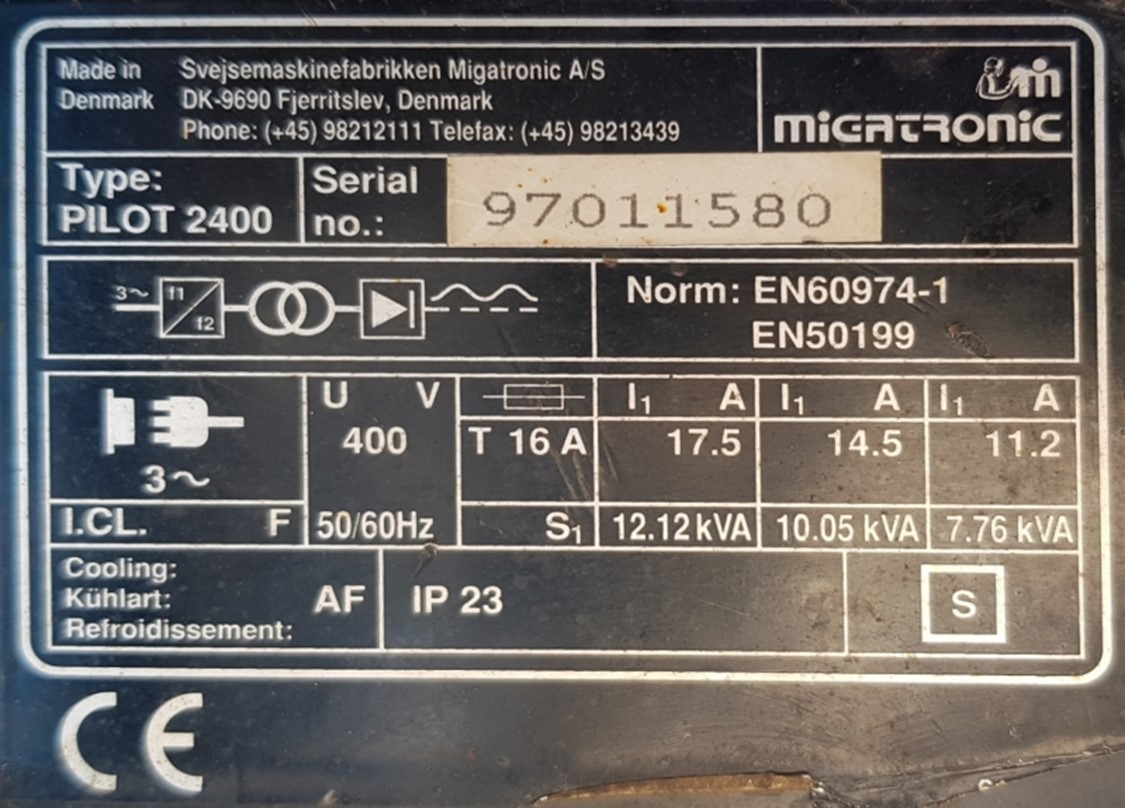 Made in Svejsemaskinefabrikken Migatronic A/S
Denmark DK-9690 Fjerritslev, Denmark
Phone: (+45) 98212111 Telefax: (+45) 98213439
MIGATRONIC
Type:
PILOT 2400
Serial
no.:
97011580
3~ f1
f2
Norm: EN60974-1
EN50199
3~
U V
400
50/60Hz
T 16 A
I₁ A I₁ A I₁ A
17.5 14.5 11.2
I.CL. F
S₁ 12.12 kVA 10.05 kVA 7.76 kVA
Cooling:
Kühlart:
Refroidissement:
AF
IP 23
S
CE